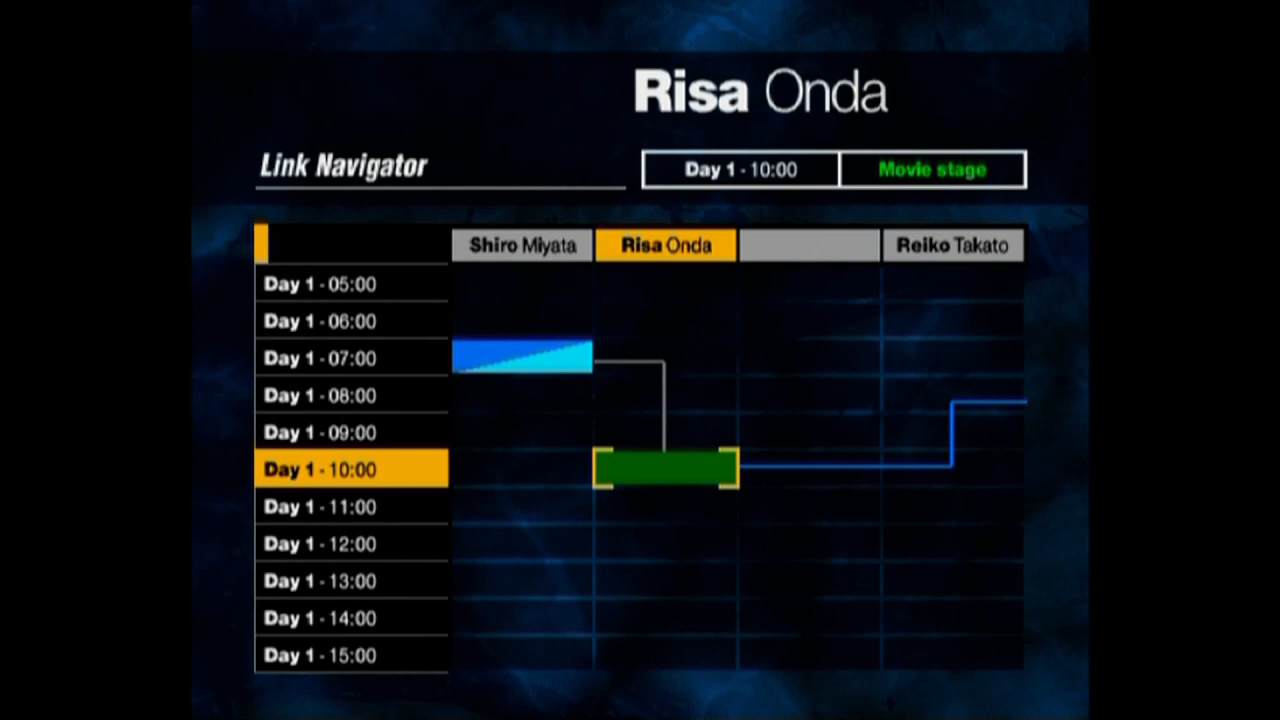 Risa Onda
Link Navigator
Day 1 - 10:00
Movie stage
Shiro Miyata
Risa Onda
Reiko Takato
Day 1 - 05:00
Day 1 - 06:00
Day 1 - 07:00
Day 1 - 08:00
Day 1 - 09:00
Day 1 - 10:00
Day 1 - 11:00
Day 1 - 12:00
Day 1 - 13:00
Day 1 - 14:00
Day 1 - 15:00